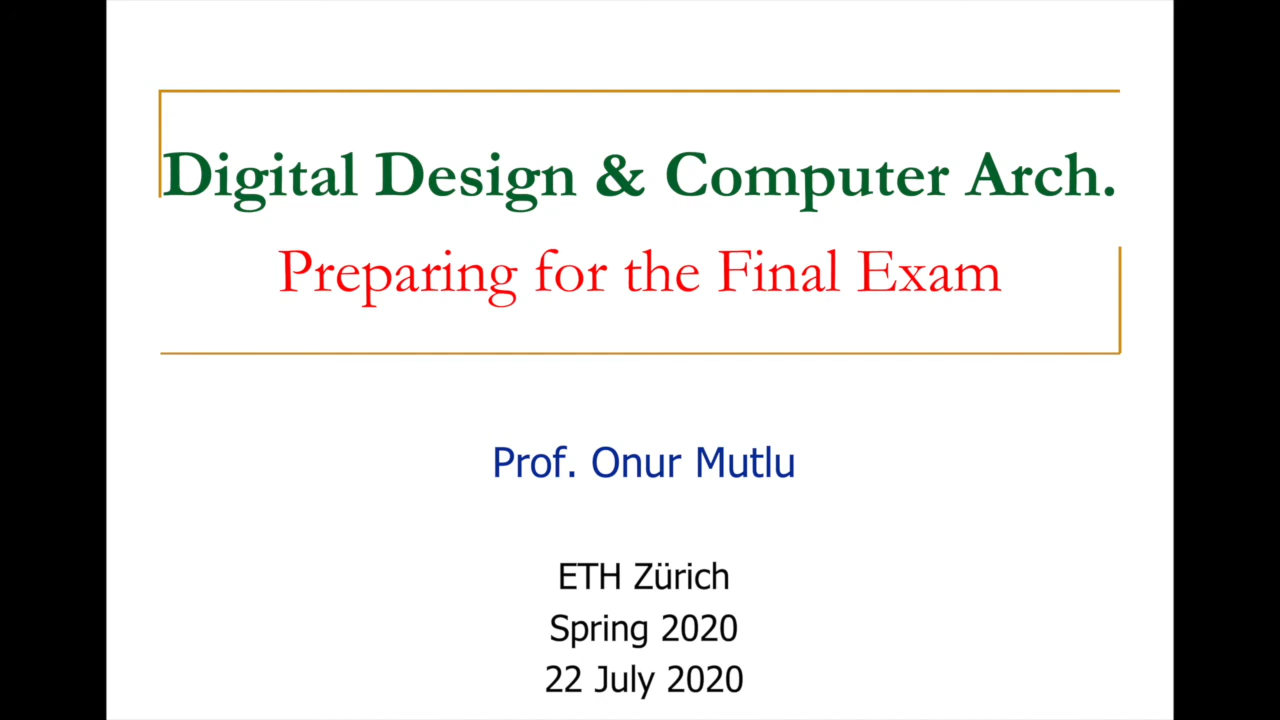 Digital Design & Computer Arch.
Preparing for the Final Exam
Prof. Onur Mutlu
ETH Zürich
Spring 2020
22 July 2020